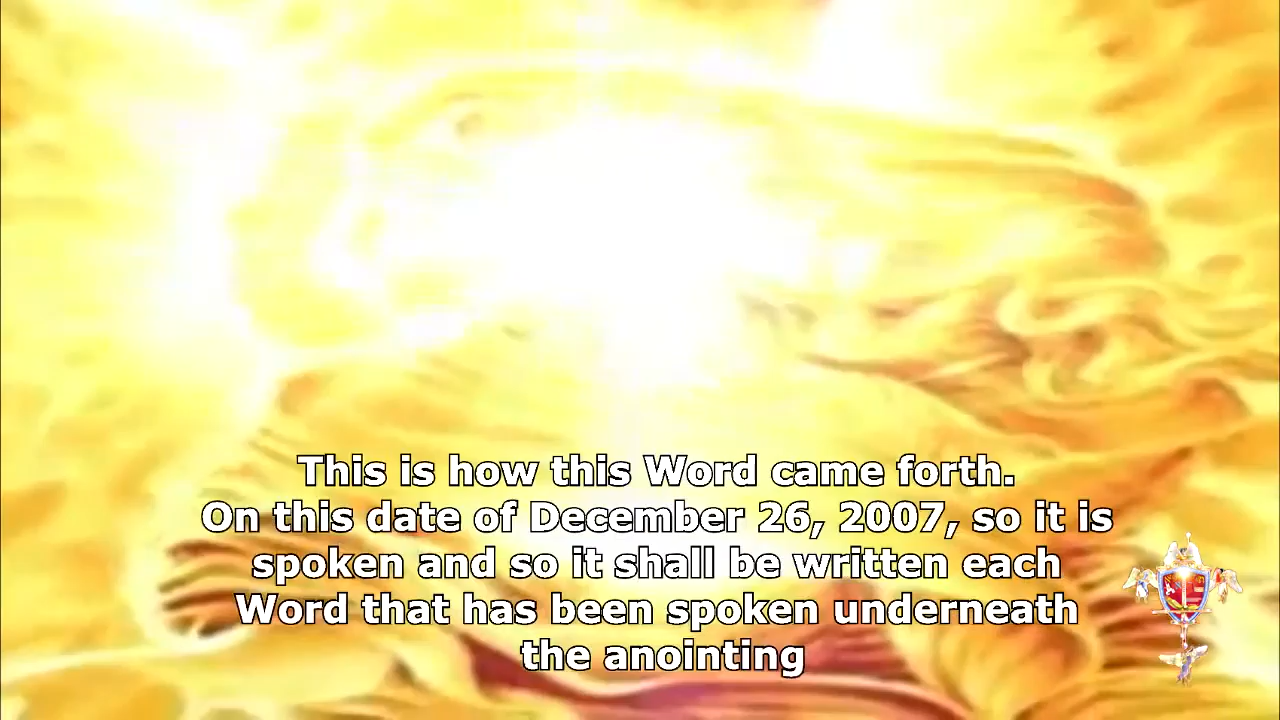 This is how this Word came forth.
On this date of December 26, 2007, so it is
spoken and so it shall be written each
Word that has been spoken underneath
the anointing